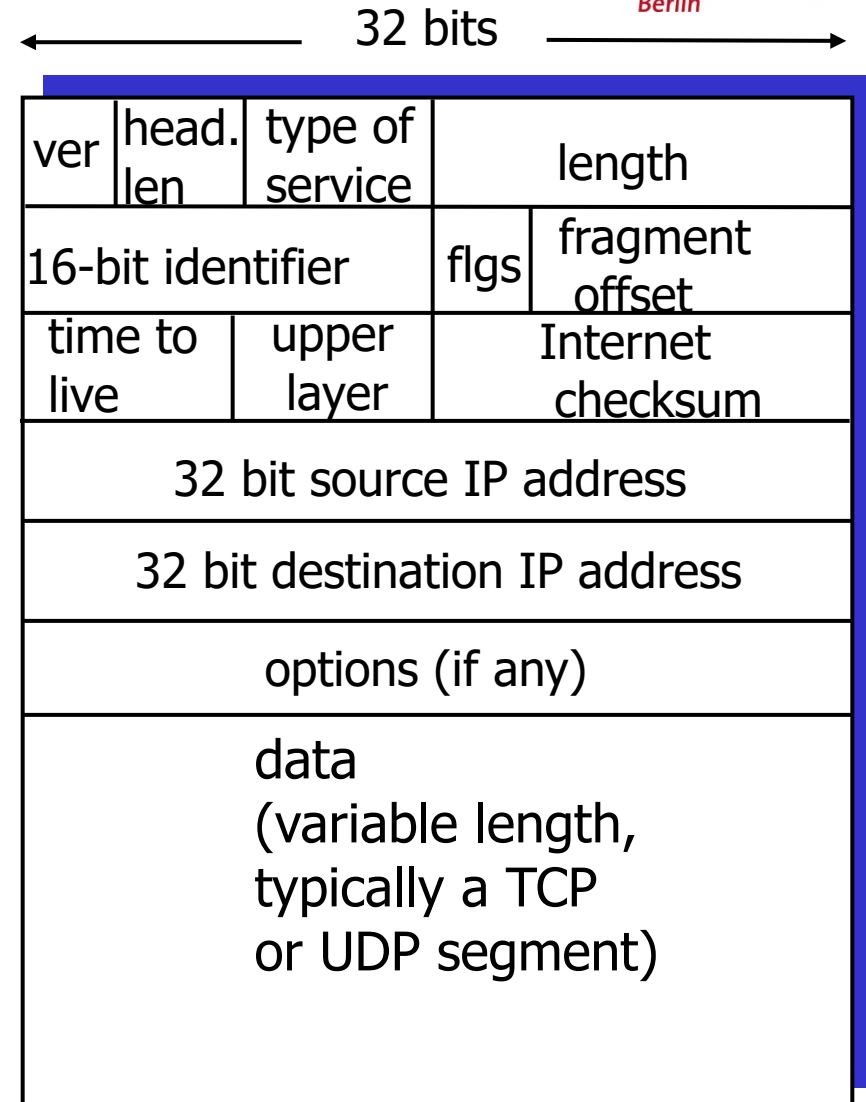 Berlin
32 bits
ver
head.
len
type of
service
length
16-bit identifier
flgs
fragment
offset
time to
live
upper
layer
Internet
checksum
32 bit source IP address
32 bit destination IP address
options (if any)
data
(variable length,
typically a TCP
or UDP segment)